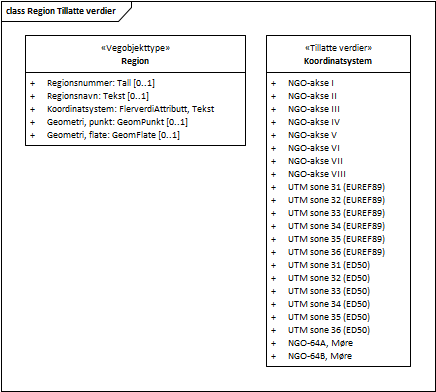 class Region Tillatte verdier
«Vegobjekttype»
Region
+ Regionsnummer: Tall [0..1]
+ Regionsnavn: Tekst [0..1]
+ Koordinatsystem: FlerverdiAttributt, Tekst
+ Geometri, punkt: GeomPunkt [0..1]
+ Geometri, flate: GeomFlate [0..1]
«Tillatte verdier»
Koordinatsystem
+ NGO-akse I
+ NGO-akse II
+ NGO-akse III
+ NGO-akse IV
+ NGO-akse V
+ NGO-akse VI
+ NGO-akse VII
+ NGO-akse VIII
+ UTM sone 31 (EUREF89)
+ UTM sone 32 (EUREF89)
+ UTM sone 33 (EUREF89)
+ UTM sone 34 (EUREF89)
+ UTM sone 35 (EUREF89)
+ UTM sone 36 (EUREF89)
+ UTM sone 31 (ED50)
+ UTM sone 32 (ED50)
+ UTM sone 33 (ED50)
+ UTM sone 34 (ED50)
+ UTM sone 35 (ED50)
+ UTM sone 36 (ED50)
+ NGO-64A, Møre
+ NGO-64B, Møre